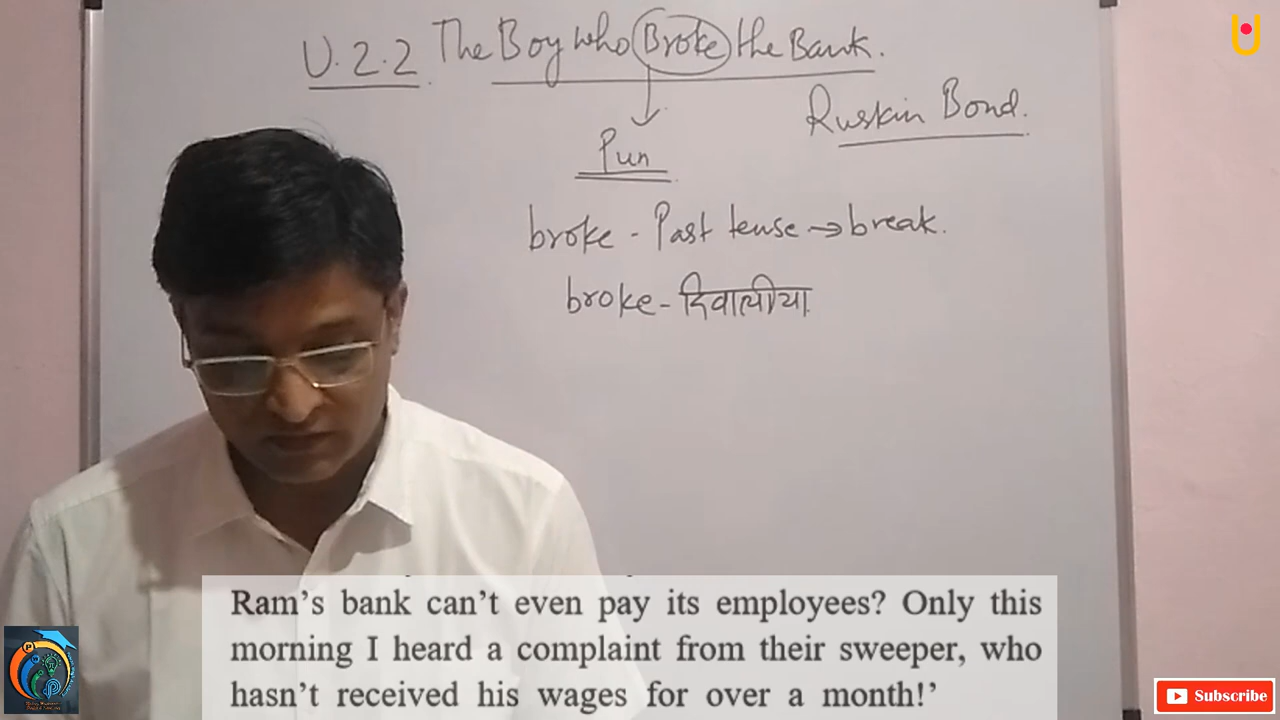 U.2.2 The Boy who Broke the Bank.
Ruskin Bond.
Pun
broke - Past tense → break.
broke - दिवालीया
Ram's bank can't even pay its employees? Only this
morning I heard a complaint from their sweeper, who
hasn't received his wages for over a month!'
Subscribe